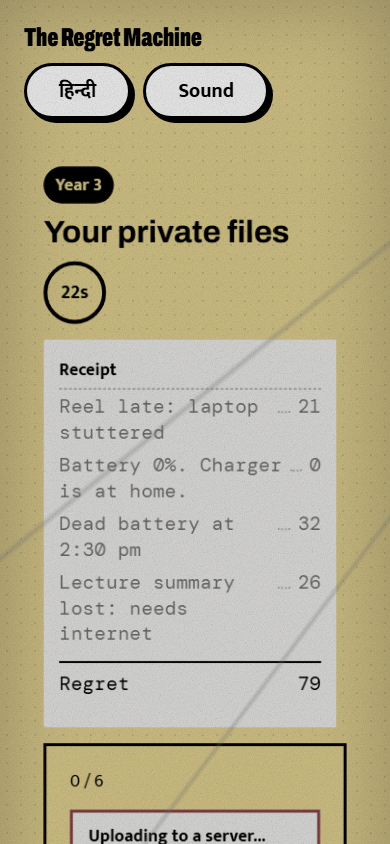 The Regret Machine
हिन्दी
Sound
Year 3
Your private files
22s
Receipt
Reel late: laptop .... 21
stuttered
Battery 0%. Charger ... 0
is at home.
Dead battery at .... 32
2:30 pm
Lecture summary .... 26
lost: needs
internet
Regret 79
0 / 6
Uploading to a server...